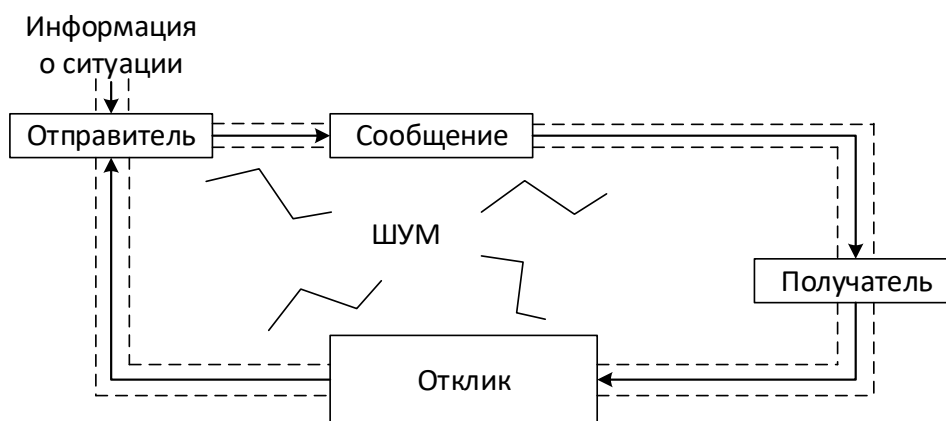 Информация
о ситуации
Отправитель
Сообщение
ШУМ
Получатель
Отклик